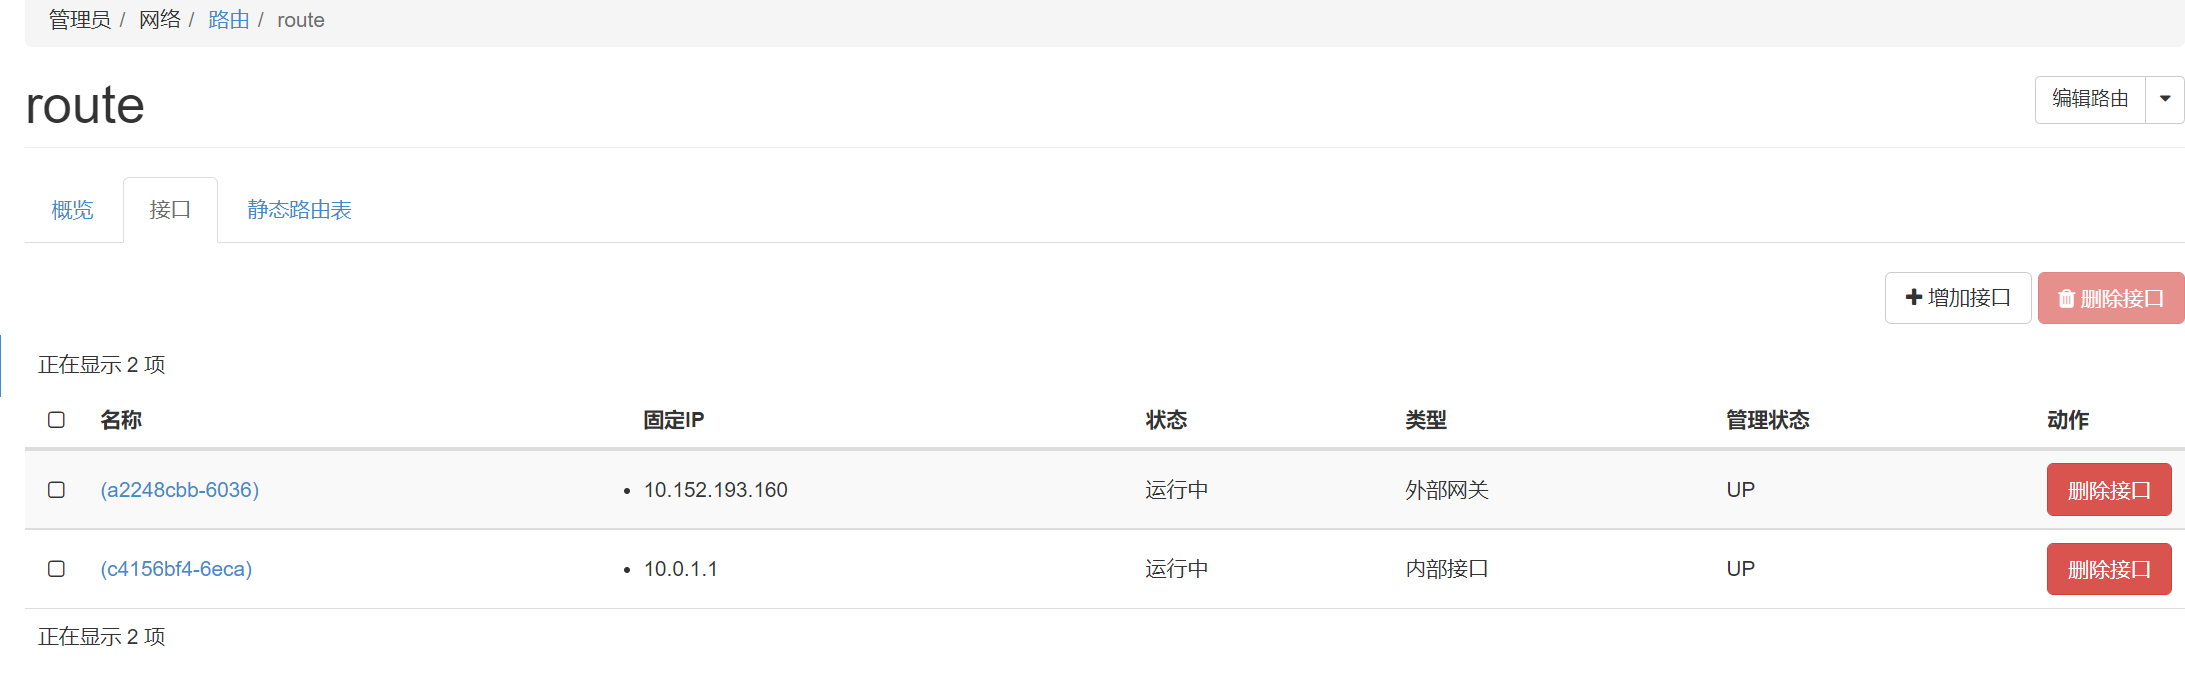 管理员 / 网络 / 路由 / route
route
编辑路由
概览 接口 静态路由表
增加接口 删除接口
正在显示 2 项
名称 固定IP 状态 类型 管理状态 动作
(a2248cbb-6036) • 10.152.193.160 运行中 外部网关 UP 删除接口
(c4156bf4-6eca) • 10.0.1.1 运行中 内部接口 UP 删除接口
正在显示 2 项